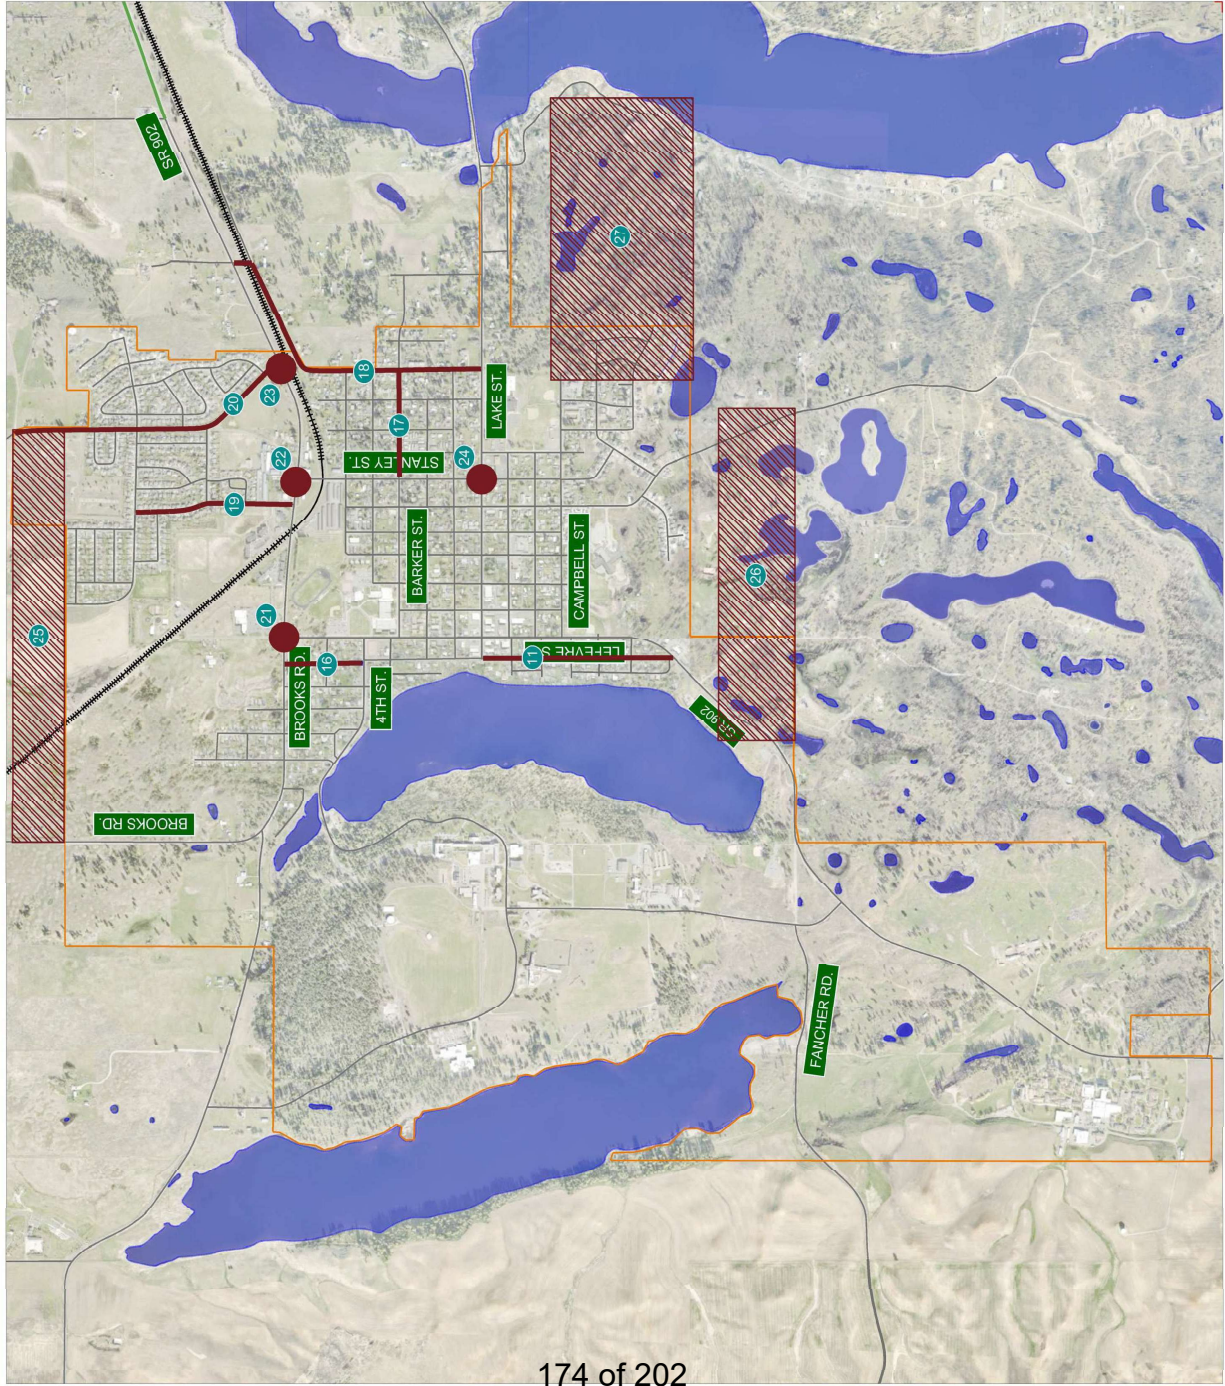 SR 902
27
18
20
23
LAKE ST.
17
22
24
STANLEY ST.
19
BARKER ST.
CAMPBELL ST
26
25
21
16
11
LEFEVRE S
BROOKS RD.
4TH ST.
SR 902
BROOKS RD.
FANCHER RD.
174 of 202